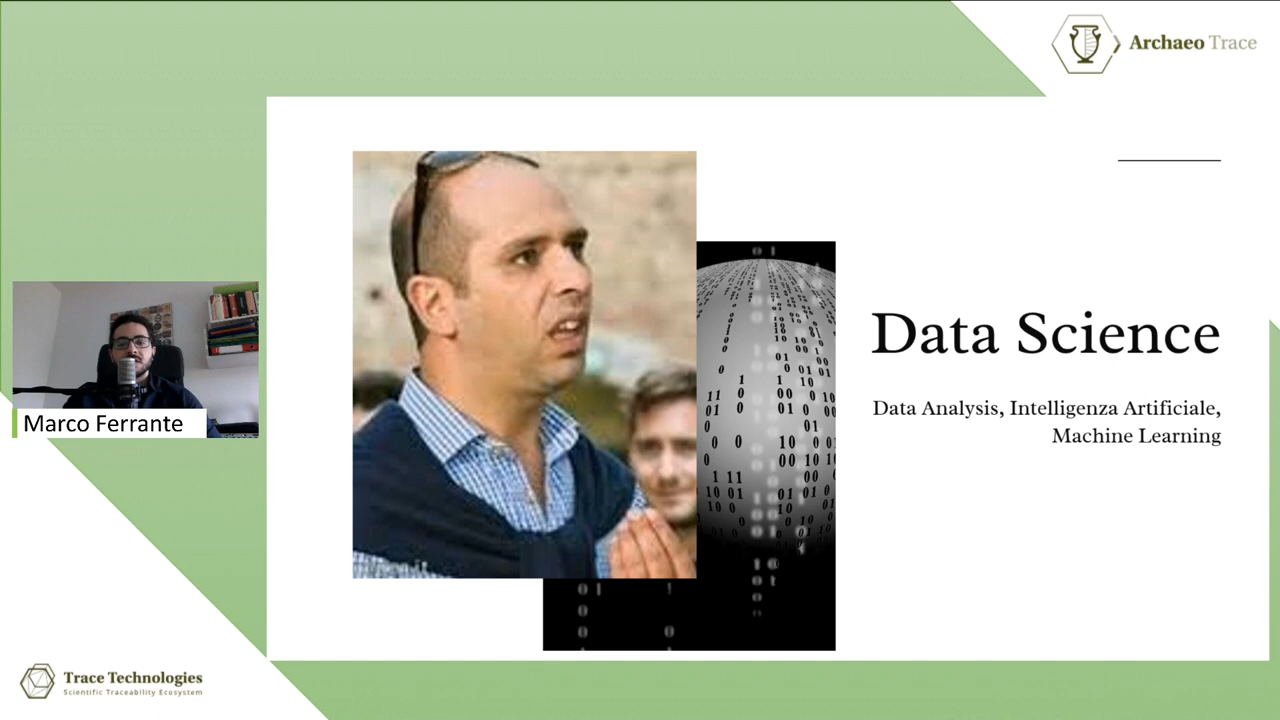 Archaeo Trace
Data Science
Data Analysis, Intelligenza Artificiale,
Machine Learning
Marco Ferrante
Trace Technologies
Scientific Traceability Ecosystem